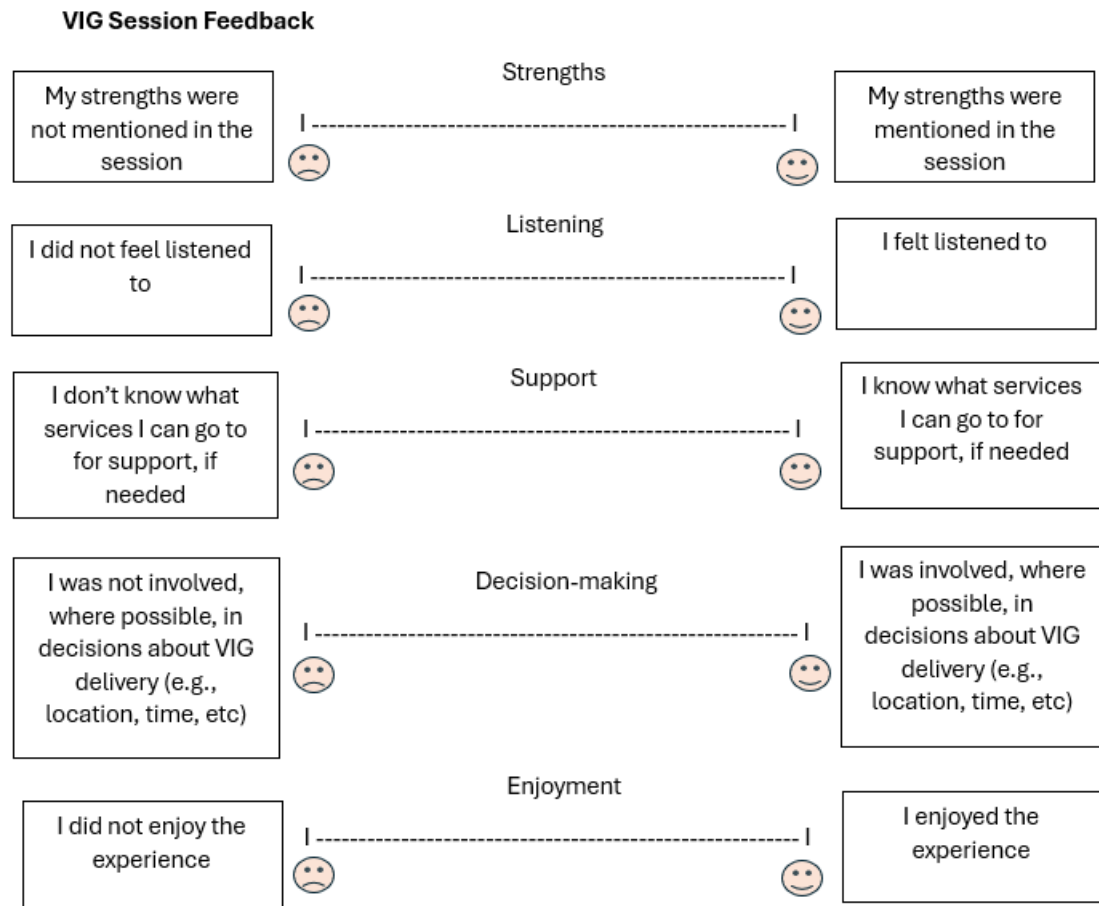 VIG Session Feedback
Strengths
My strengths were
not mentioned in the
session
My strengths were
mentioned in the
session
Listening
I did not feel listened
to
I felt listened to
Support
I don’t know what
services I can go to
for support, if
needed
I know what services
I can go to for
support, if needed
Decision-making
I was not involved,
where possible, in
decisions about VIG
delivery (e.g.,
location, time, etc)
I was involved, where
possible, in
decisions about VIG
delivery (e.g.,
location, time, etc)
Enjoyment
I did not enjoy the
experience
I enjoyed the
experience